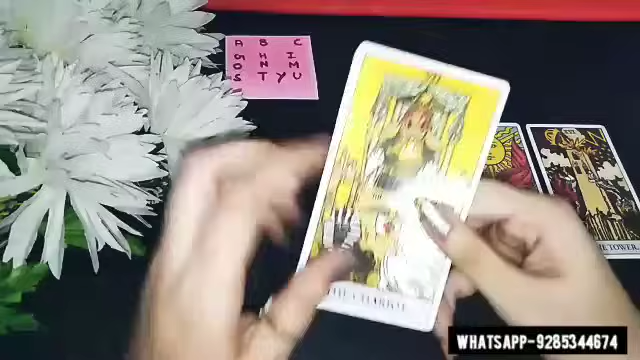 A B C
G H I
O N M
S T Y U
THE CHARIOT
THE TOWER.
WHATSAPP-9285344674